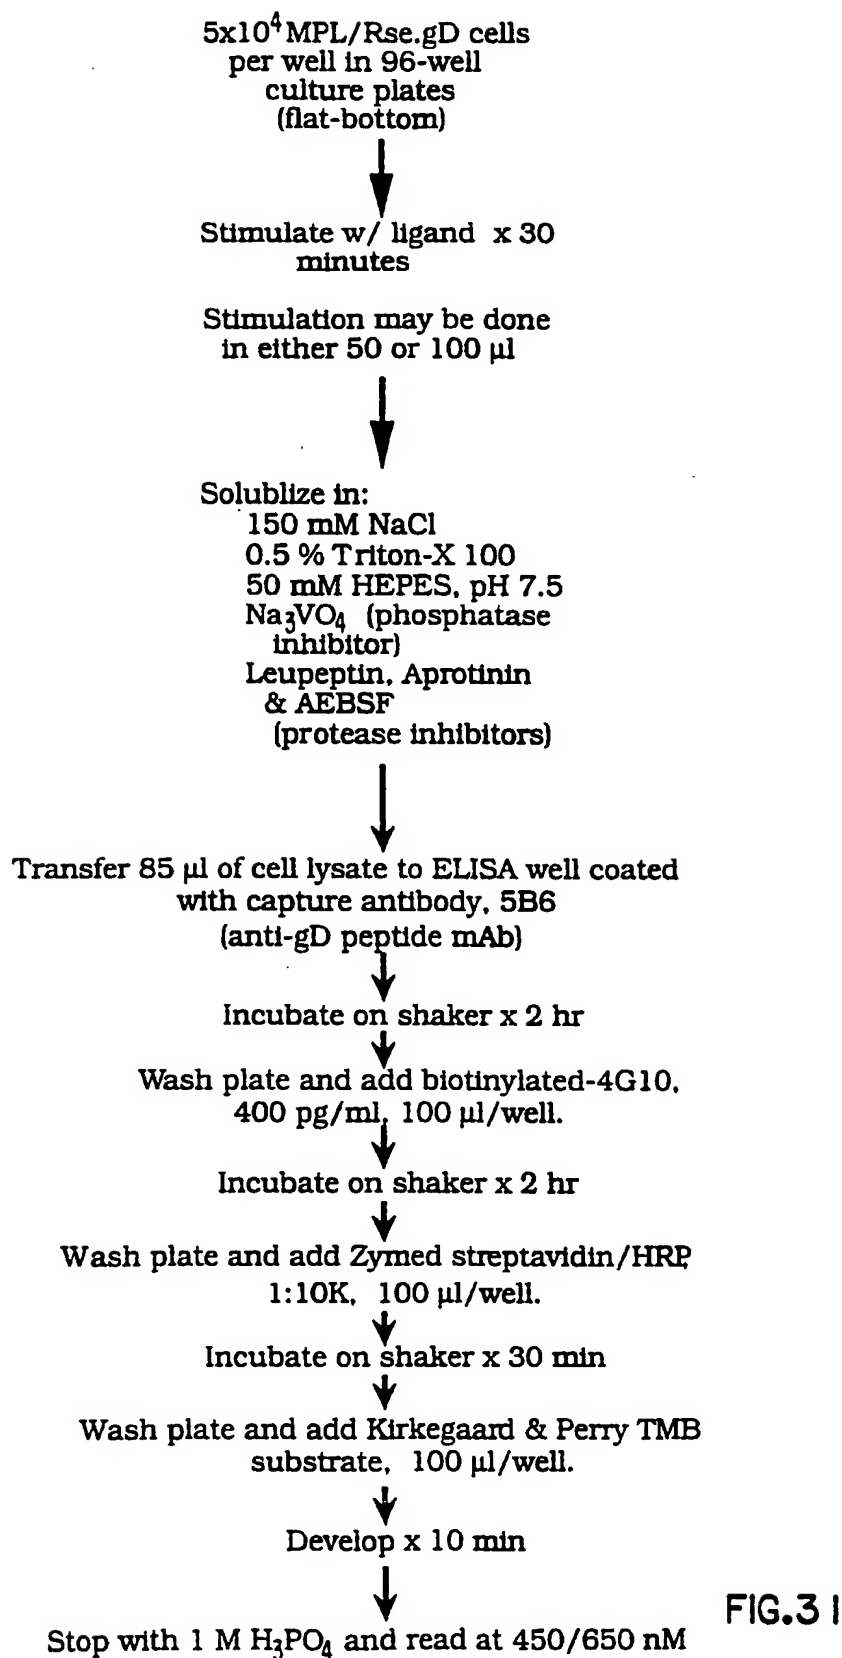 5x10⁴ MPL/Rse.gD cells
per well in 96-well
culture plates
(flat-bottom)
Stimulate w/ ligand x 30
minutes
Stimulation may be done
in either 50 or 100 µl
Solublize in:
150 mM NaCl
0.5 % Triton-X 100
50 mM HEPES, pH 7.5
Na₃VO₄ (phosphatase
inhibitor)
Leupeptin, Aprotinin
& AEBSF
(protease inhibitors)
Transfer 85 µl of cell lysate to ELISA well coated
with capture antibody, 5B6
(anti-gD peptide mAb)
Incubate on shaker x 2 hr
Wash plate and add biotinylated-4G10,
400 pg/ml, 100 µl/well.
Incubate on shaker x 2 hr
Wash plate and add Zymed streptavidin/HRP,
1:10K, 100 µl/well.
Incubate on shaker x 30 min
Wash plate and add Kirkegaard & Perry TMB
substrate, 100 µl/well.
Develop x 10 min
Stop with 1 M H₃PO₄ and read at 450/650 nM
FIG.31